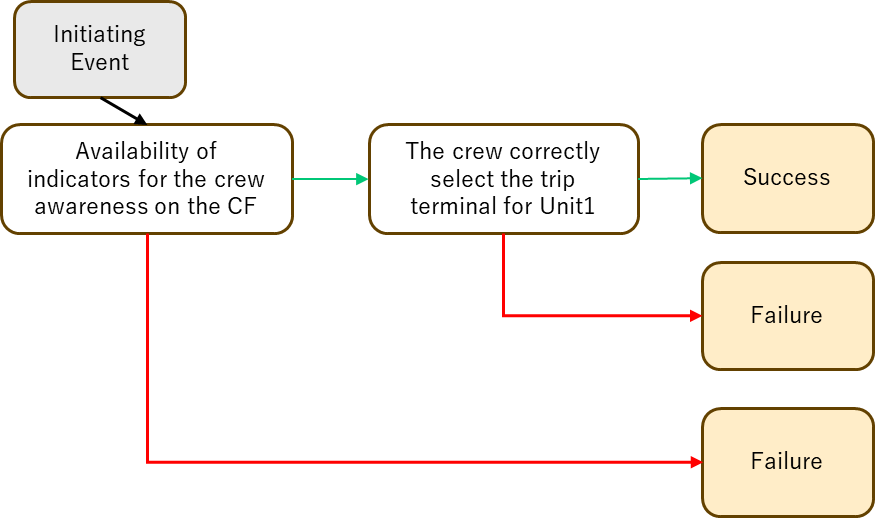 Initiating
Event
Availability of
indicators for the crew
awareness on the CF
The crew correctly
select the trip
terminal for Unit1
Success
Failure
Failure